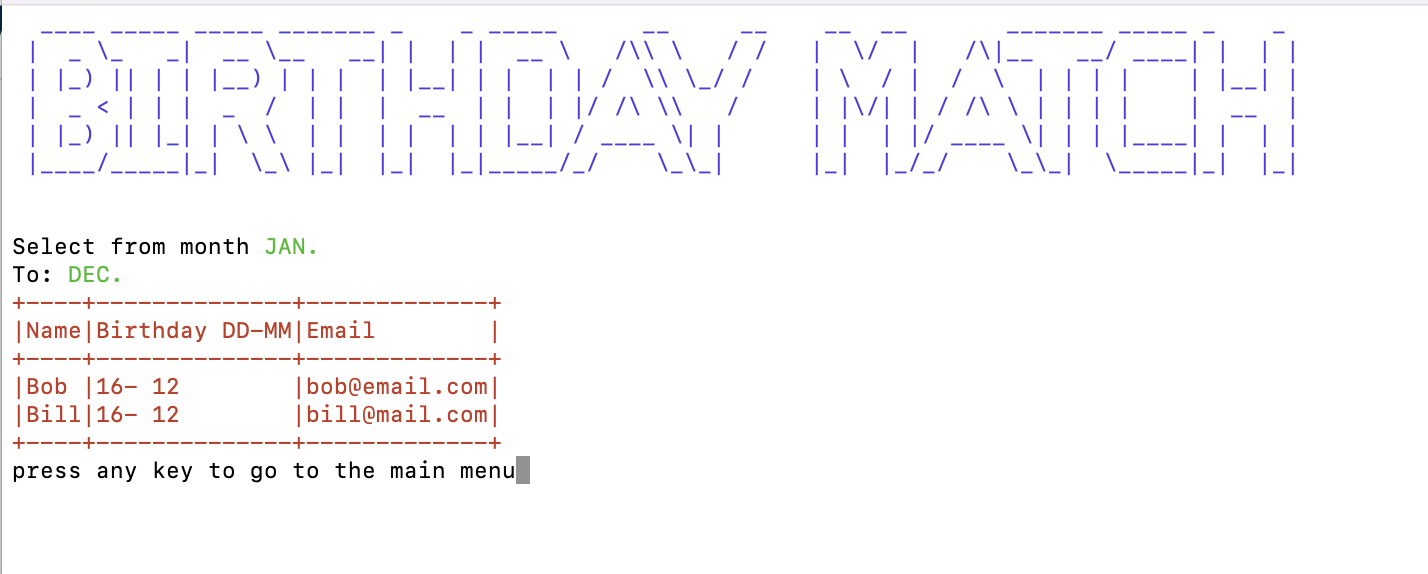 BIRTHDAY MATCH
Select from month JAN.
To: DEC.
+----+--------------+-------------+
|Name|Birthday DD-MM|Email        |
+----+--------------+-------------+
|Bob |16- 12        |bob@email.com|
|Bill|16- 12        |bill@mail.com|
+----+--------------+-------------+
press any key to go to the main menu